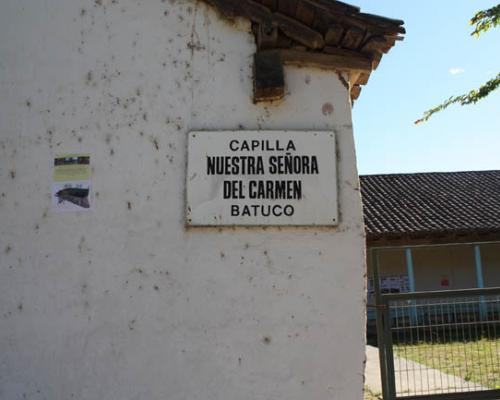 CAPILLA
NUESTRA SEÑORA
DEL CARMEN
BATUCO